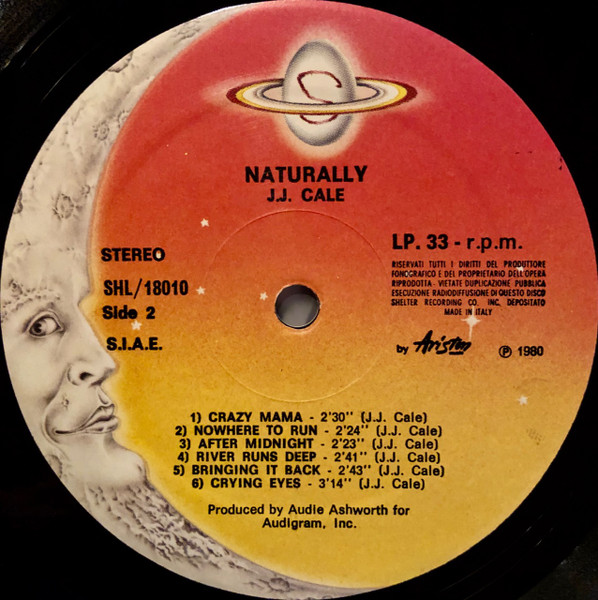 S
NATURALLY
J.J. CALE
STEREO
SHL/18010
Side 2
S.I.A.E.
LP. 33 - r.p.m.
RISERVATI TUTTI I DIRITTI DEL PRODUTTORE
FONOGRAFICO E DEL PROPRIETARIO DELL'OPERA
RIPRODOTTA - VIETATE DUPLICAZIONE PUBBLICA
ESECUZIONE RADIODIFFUSIONE DI QUESTO DISCO
SHELTER RECORDING CO. INC. DEPOSITATO
MADE IN ITALY
by Ariston ℗ 1980
1) CRAZY MAMA - 2'30'' (J.J. Cale)
2) NOWHERE TO RUN - 2'24'' (J.J. Cale)
3) AFTER MIDNIGHT - 2'23'' (J.J. Cale)
4) RIVER RUNS DEEP - 2'41'' (J.J. Cale)
5) BRINGING IT BACK - 2'43'' (J.J. Cale)
6) CRYING EYES - 3'14'' (J.J. Cale)
Produced by Audie Ashworth for
Audigram, Inc.